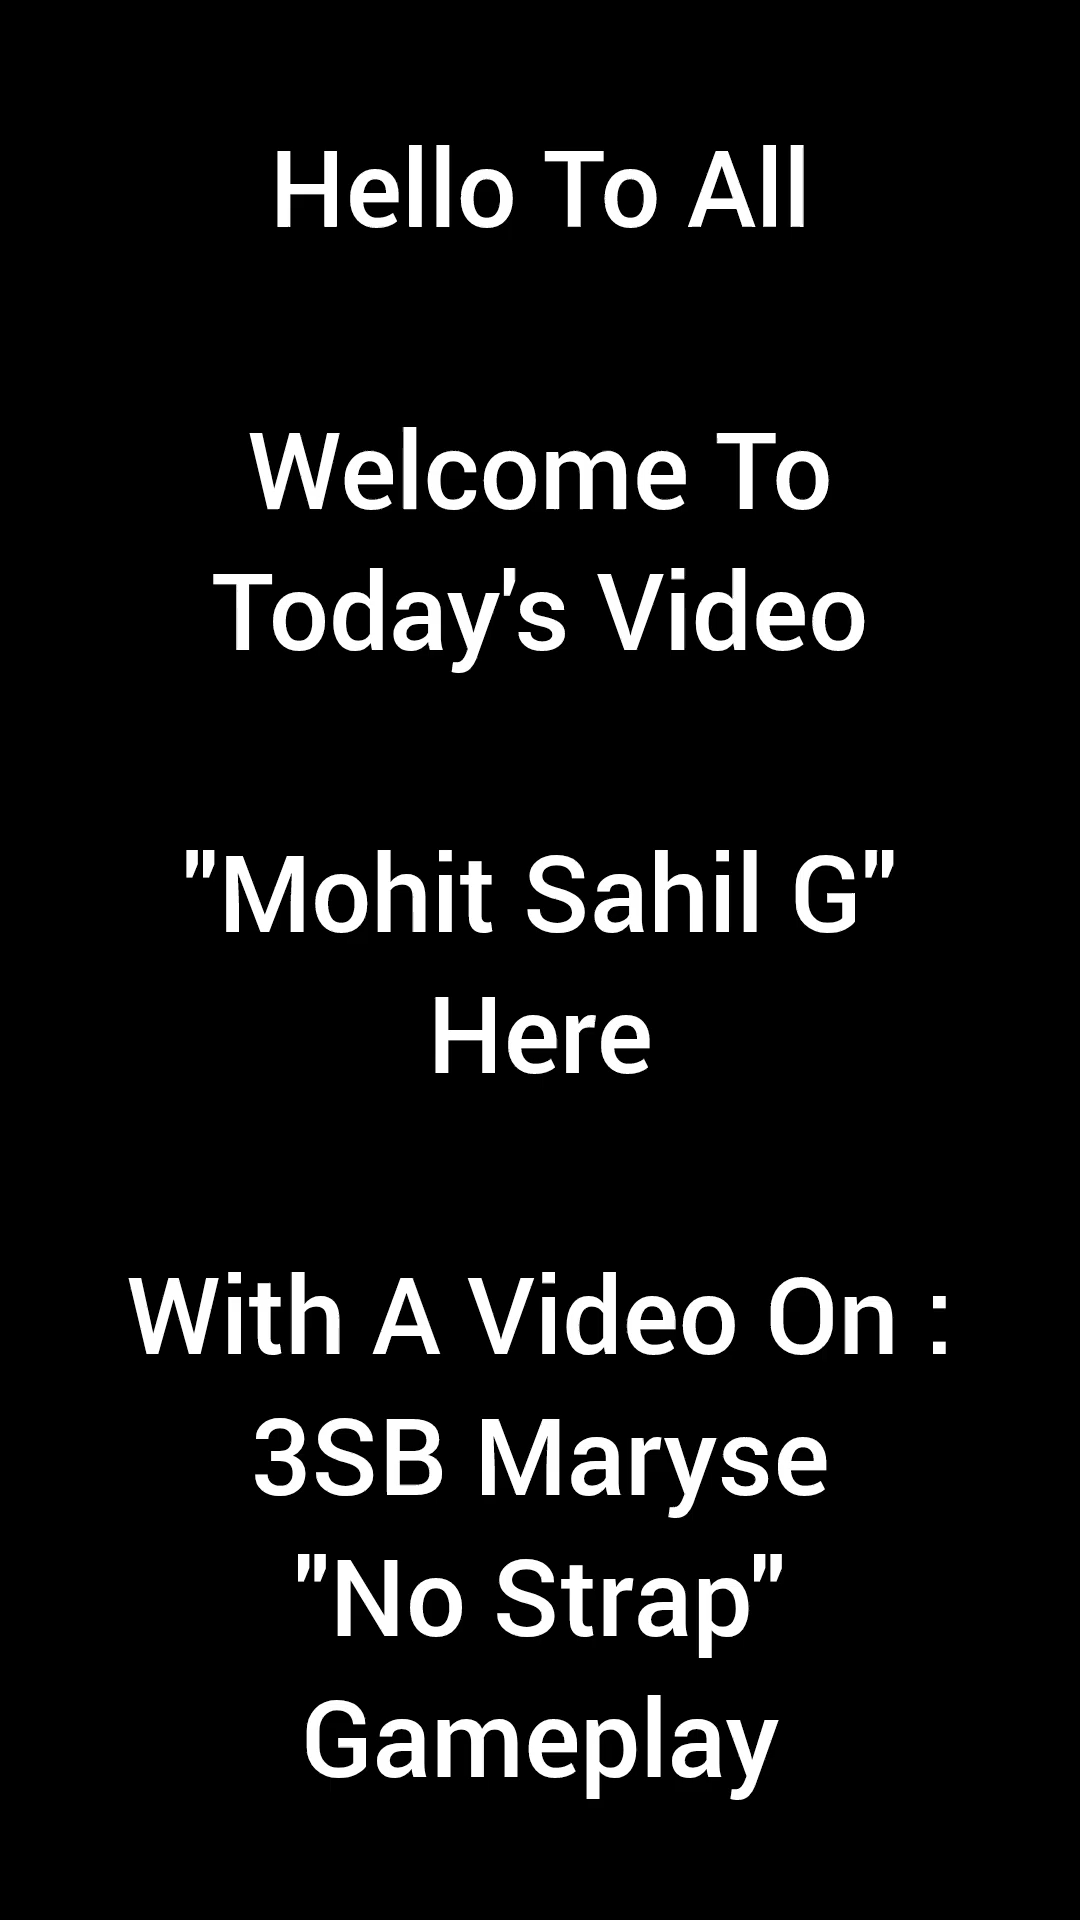 Hello To All
Welcome To
Today's Video
"Mohit Sahil G"
Here
With A Video On :
3SB Maryse
"No Strap"
Gameplay